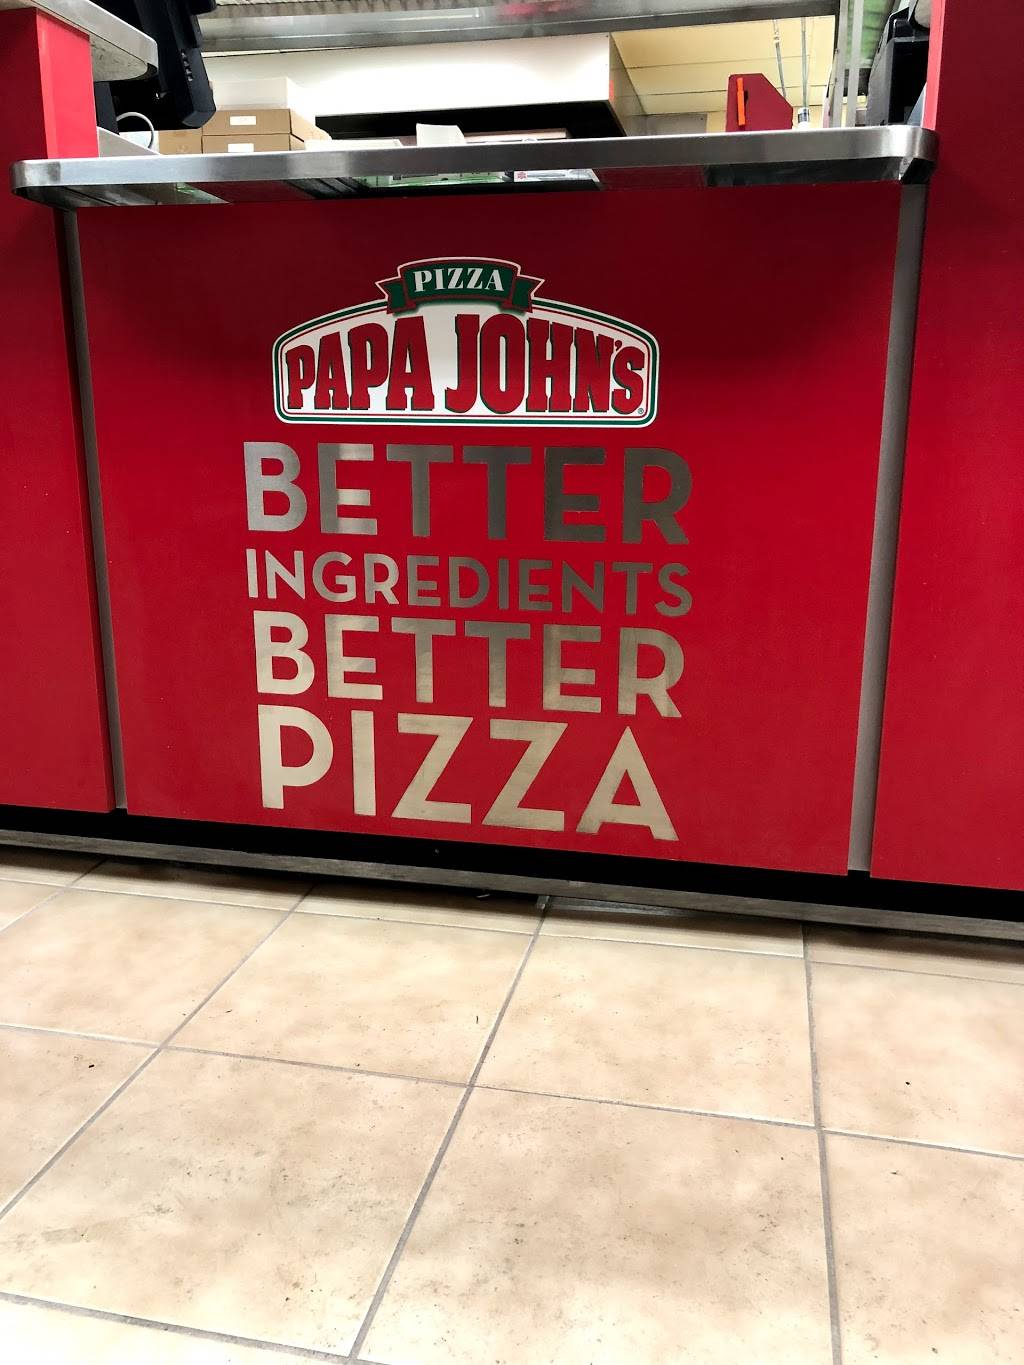 PIZZA
PAPA JOHN'S®
BETTER
INGREDIENTS
BETTER
PIZZA